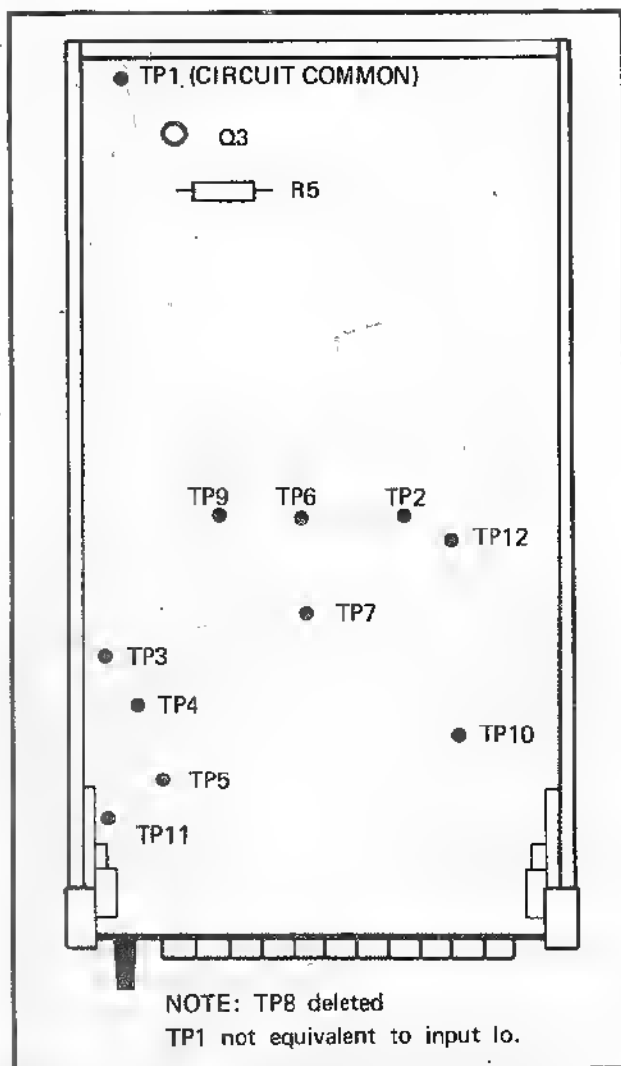 TP1 (CIRCUIT COMMON)
Q3
R5
TP9 TP6 TP2
TP12
TP7
TP3
TP4
TP10
TP5
TP11
NOTE: TP8 deleted
TP1 not equivalent to input lo.